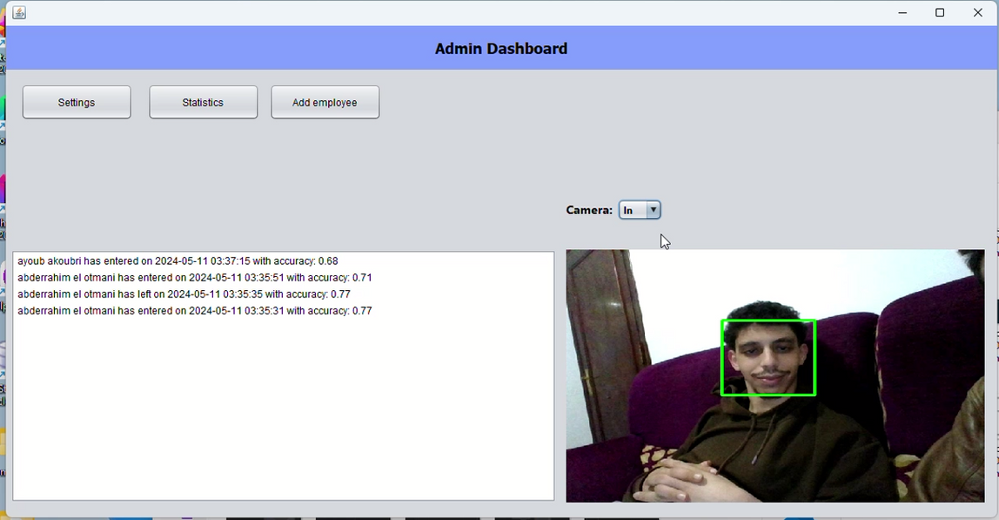 Admin Dashboard
Settings
Statistics
Add employee
Camera: In
ayoub akoubri has entered on 2024-05-11 03:37:15 with accuracy: 0.68
abderrahim el otmani has entered on 2024-05-11 03:35:51 with accuracy: 0.71
abderrahim el otmani has left on 2024-05-11 03:35:35 with accuracy: 0.77
abderrahim el otmani has entered on 2024-05-11 03:35:31 with accuracy: 0.77